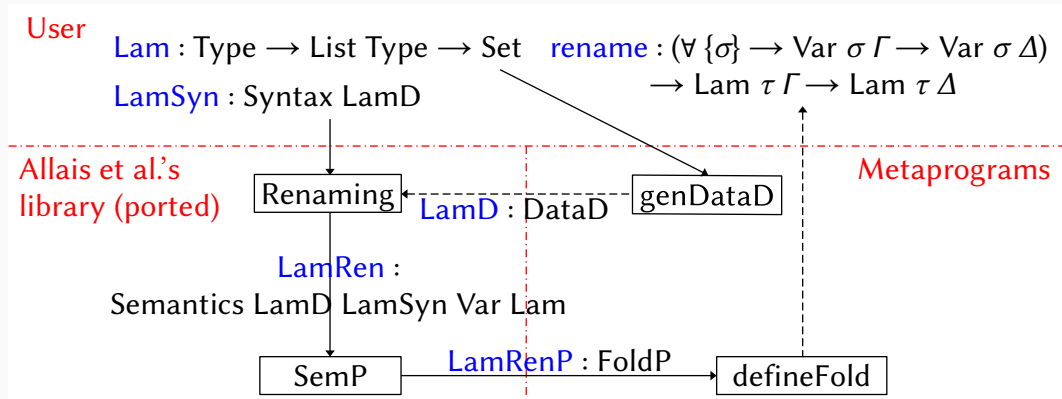 User
Lam : Type → List Type → Set
rename : (∀ {σ} → Var σ Γ → Var σ Δ)
→ Lam τ Γ → Lam τ Δ
LamSyn : Syntax LamD
Allais et al.'s
library (ported)
Metaprograms
Renaming
genDataD
LamD : DataD
LamRen :
Semantics LamD LamSyn Var Lam
LamRenP : FoldP
SemP
defineFold